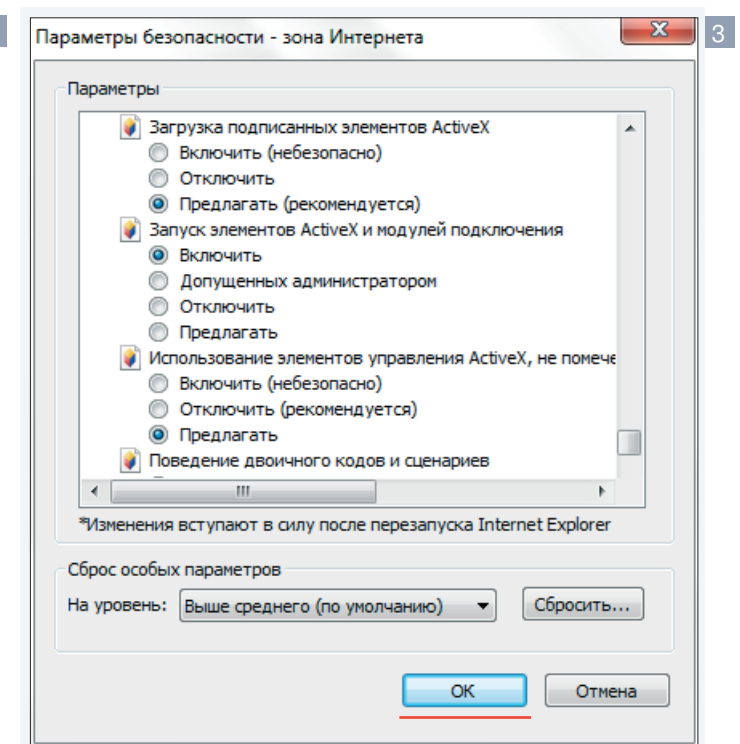 Параметры безопасности - зона Интернета
3
Параметры
Загрузка подписанных элементов ActiveX
Включить (небезопасно)
Отключить
Предлагать (рекомендуется)
Запуск элементов ActiveX и модулей подключения
Включить
Допущенных администратором
Отключить
Предлагать
Использование элементов управления ActiveX, не помече
Включить (небезопасно)
Отключить (рекомендуется)
Предлагать
Поведение двоичного кодов и сценариев
*Изменения вступают в силу после перезапуска Internet Explorer
Сброс особых параметров
На уровень: Выше среднего (по умолчанию) Сбросить...
ОК Отмена